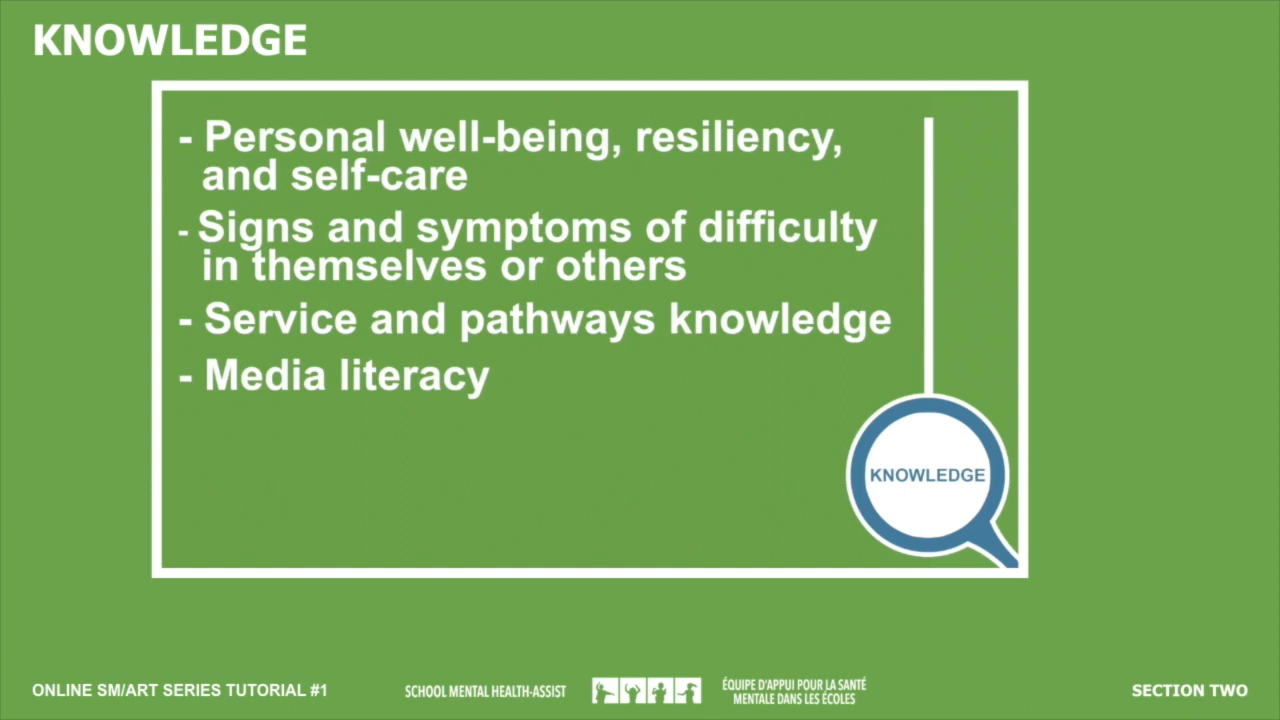 KNOWLEDGE
- Personal well-being, resiliency,
and self-care
- Signs and symptoms of difficulty
in themselves or others
- Service and pathways knowledge
- Media literacy
KNOWLEDGE
ONLINE SM/ART SERIES TUTORIAL #1
SCHOOL MENTAL HEALTH-ASSIST
ÉQUIPE D'APPUI POUR LA SANTÉ
MENTALE DANS LES ÉCOLES
SECTION TWO